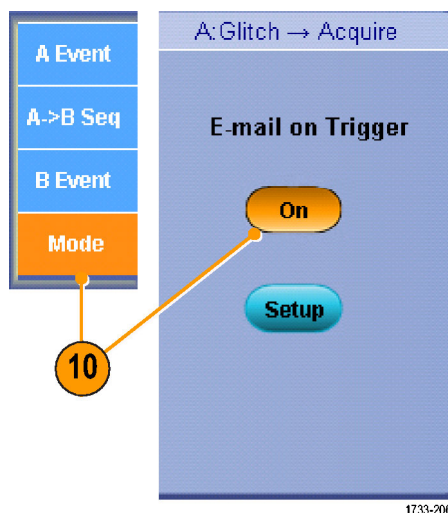 A Event
A->B Seq
B Event
Mode
10
A:Glitch → Acquire
E-mail on Trigger
On
Setup